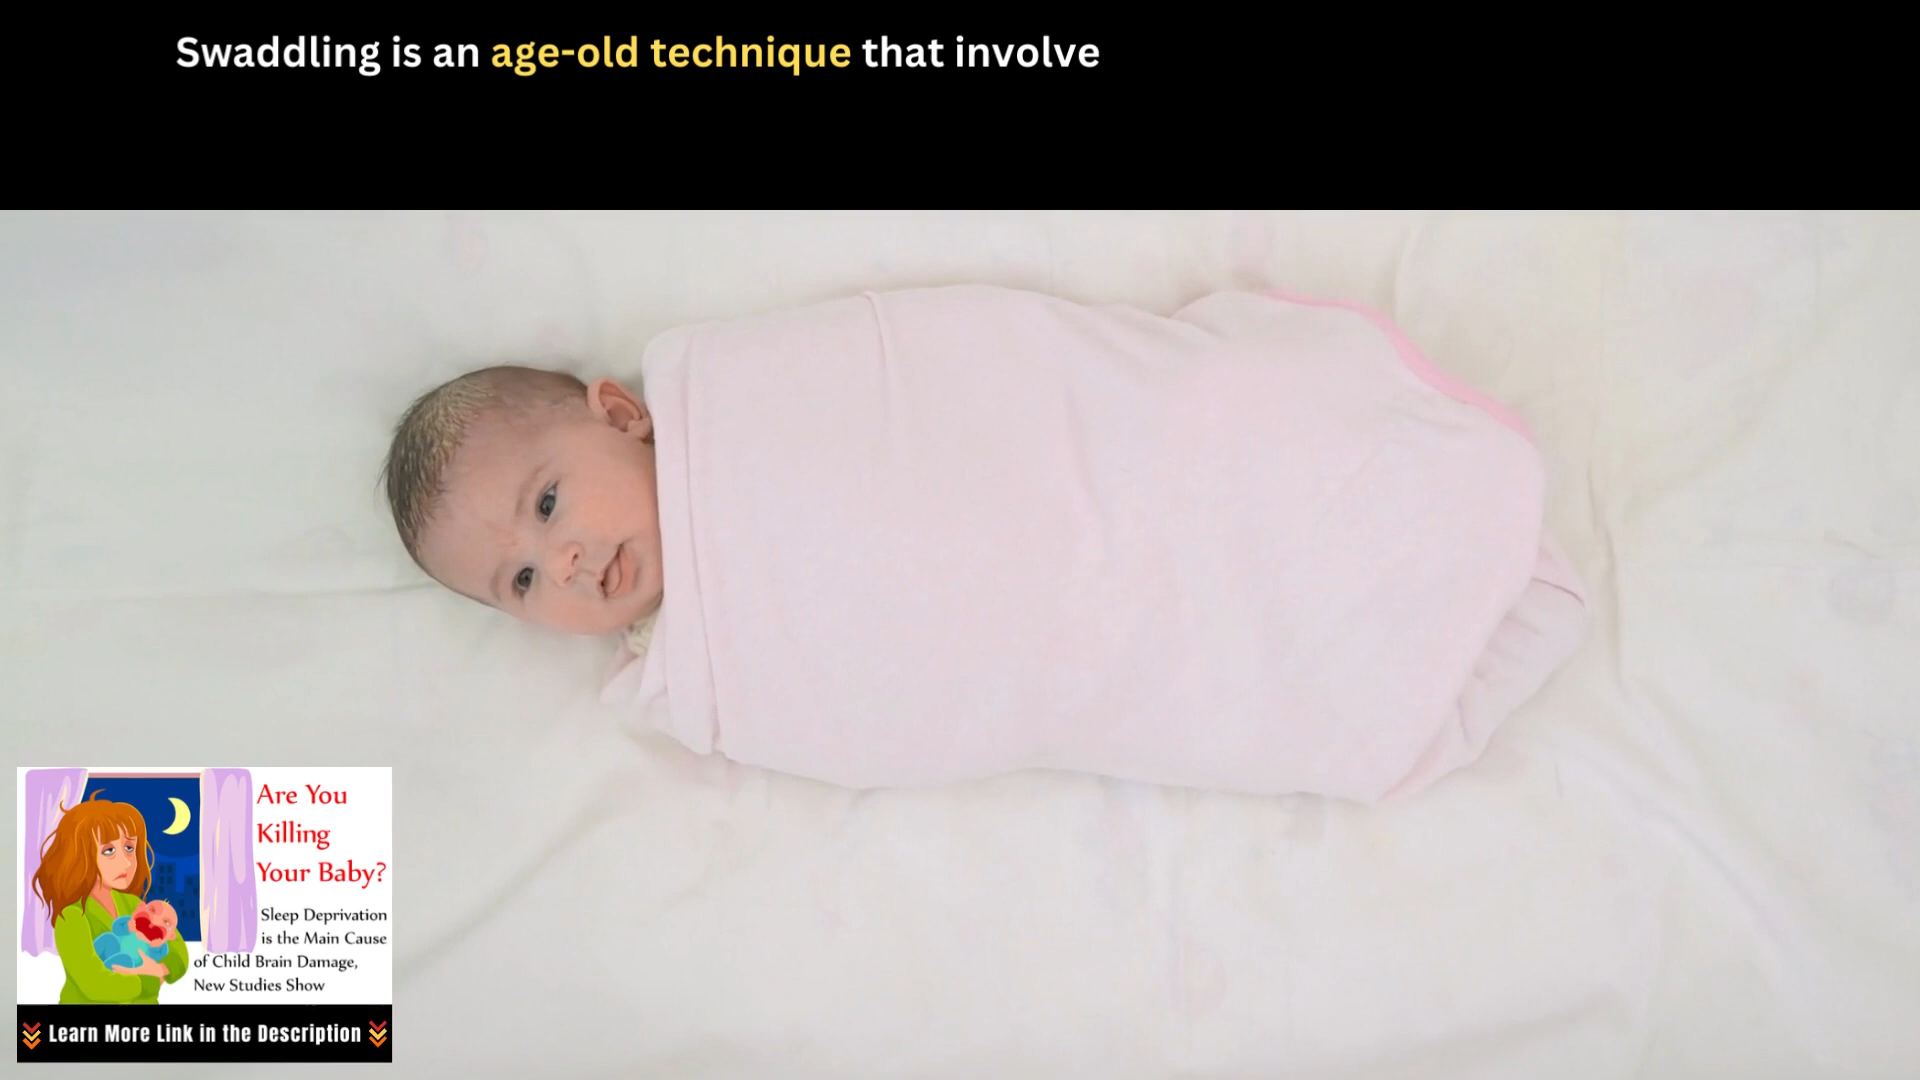 Swaddling is an age-old technique that involve
Are You
Killing
Your Baby?
Sleep Deprivation
is the Main Cause
of Child Brain Damage,
New Studies Show
Learn More Link in the Description